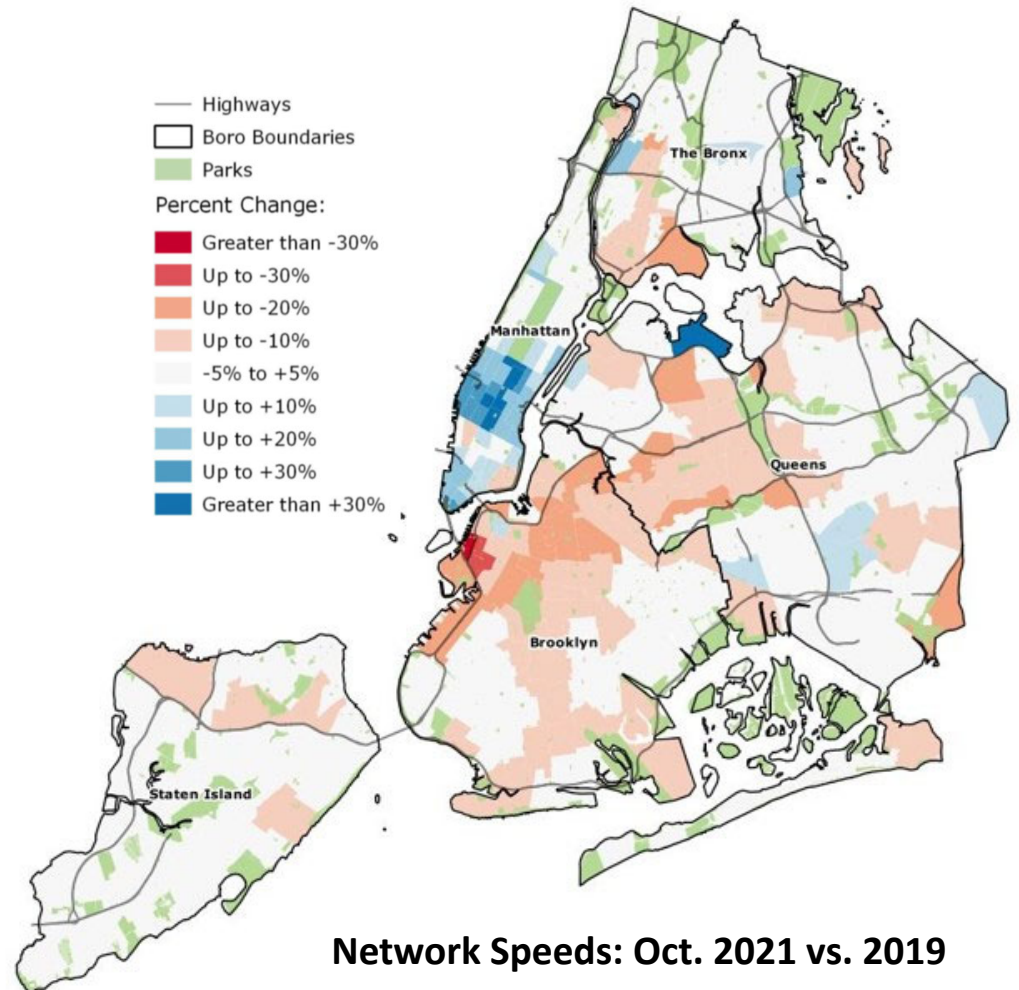 Highways
Boro Boundaries
Parks
Percent Change:
Greater than -30%
Up to -30%
Up to -20%
Up to -10%
-5% to +5%
Up to +10%
Up to +20%
Up to +30%
Greater than +30%
The Bronx
Manhattan
Queens
Brooklyn
Staten Island
Network Speeds: Oct. 2021 vs. 2019